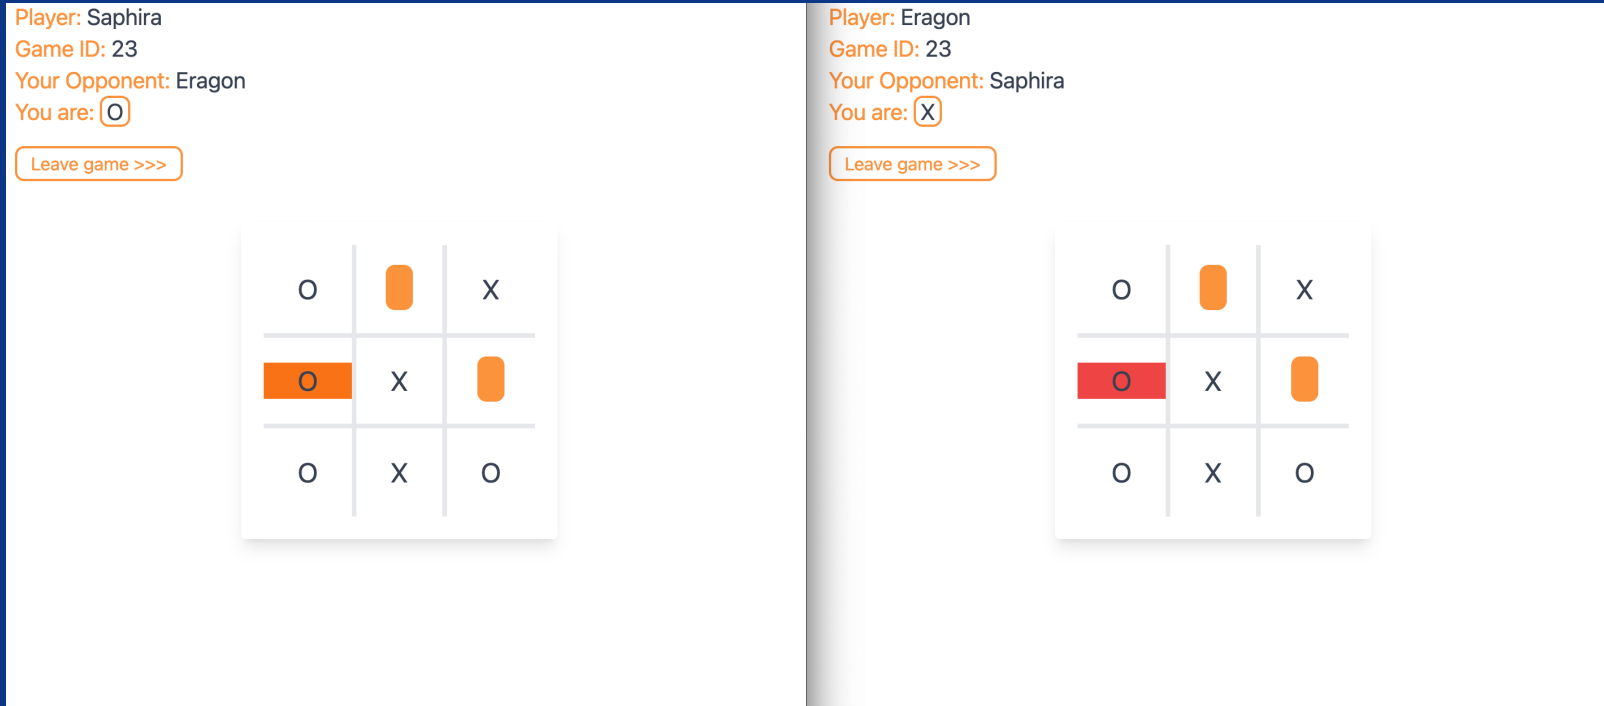 Player: Saphira
Game ID: 23
Your Opponent: Eragon
You are: O
Leave game >>>
O X
O X
O X O
Player: Eragon
Game ID: 23
Your Opponent: Saphira
You are: X
Leave game >>>
O X
O X
O X O